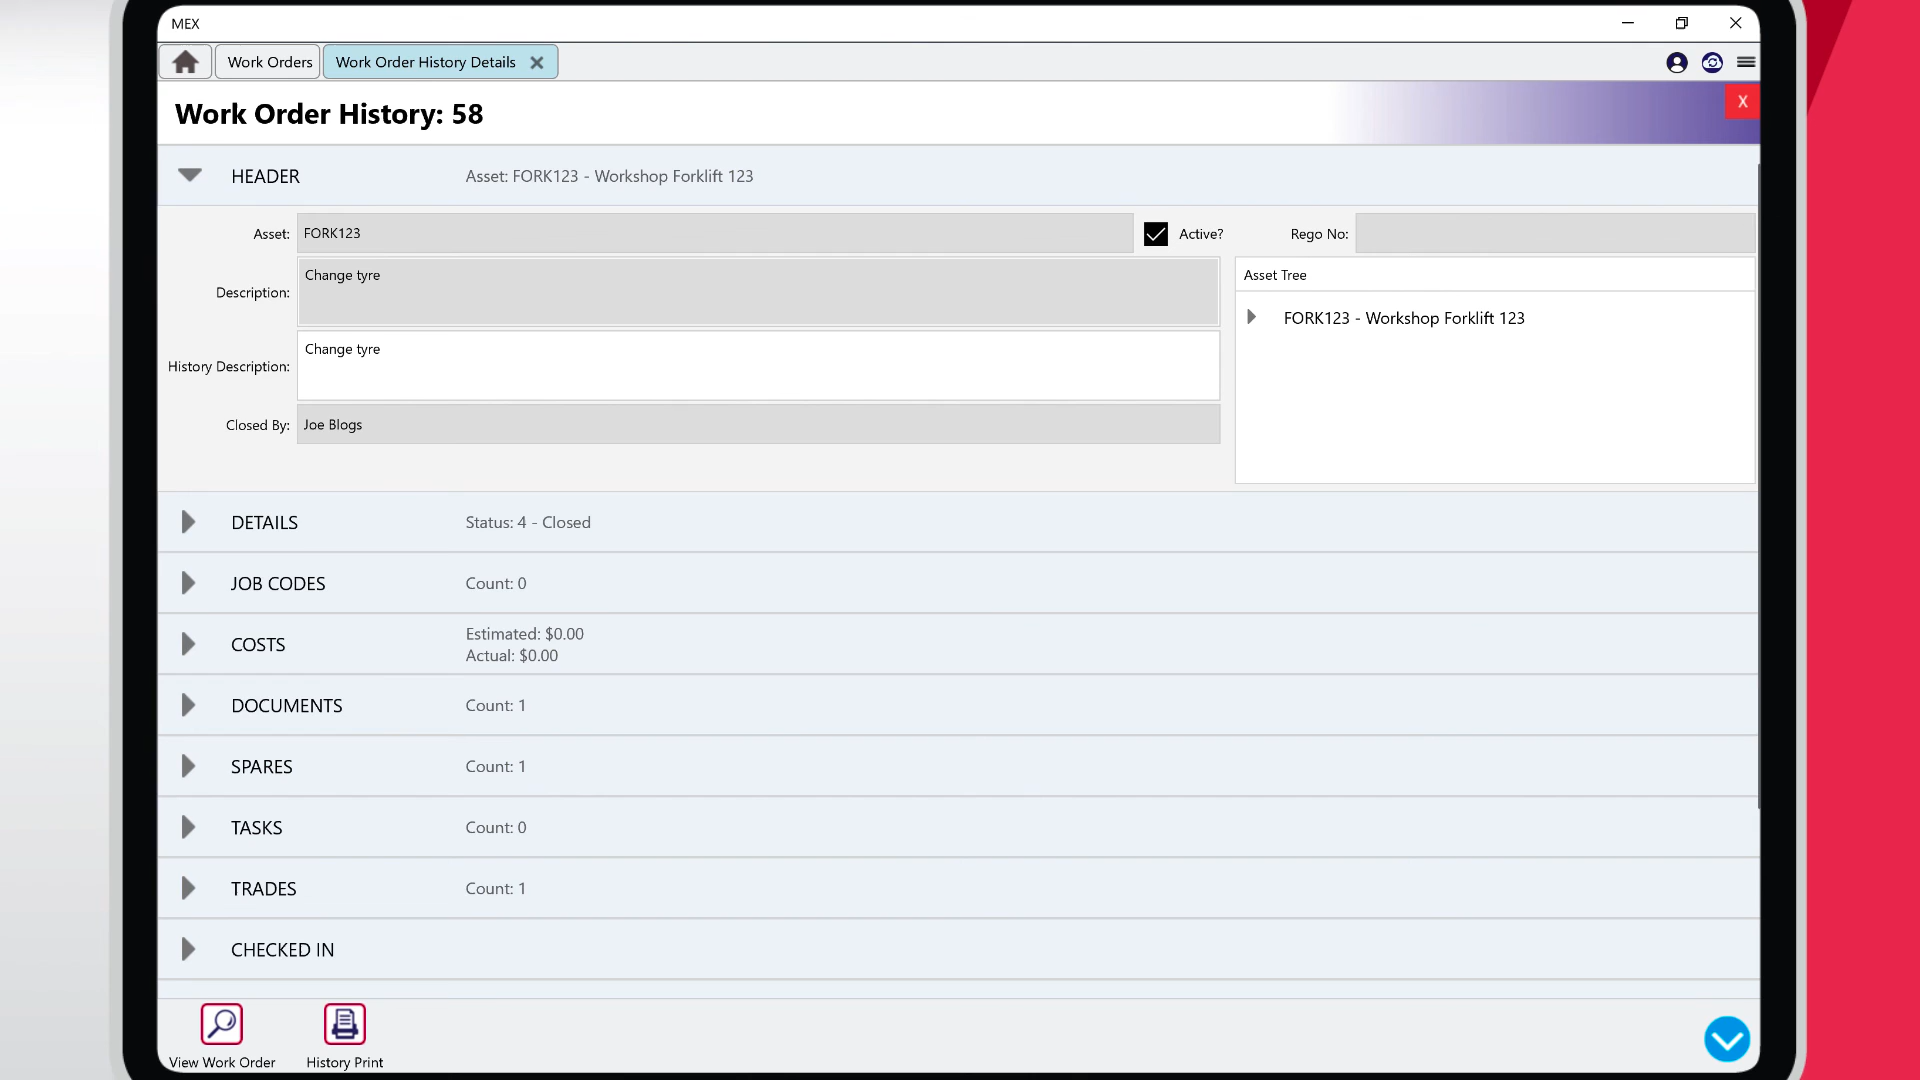 MEX
Work Orders
Work Order History Details
Work Order History: 58
X
HEADER
Asset: FORK123 - Workshop Forklift 123
Asset:
FORK123
Active?
Rego No:
Description:
Change tyre
Asset Tree
FORK123 - Workshop Forklift 123
History Description:
Change tyre
Closed By:
Joe Blogs
DETAILS
Status: 4 - Closed
JOB CODES
Count: 0
COSTS
Estimated: $0.00
Actual: $0.00
DOCUMENTS
Count: 1
SPARES
Count: 1
TASKS
Count: 0
TRADES
Count: 1
CHECKED IN
View Work Order
History Print